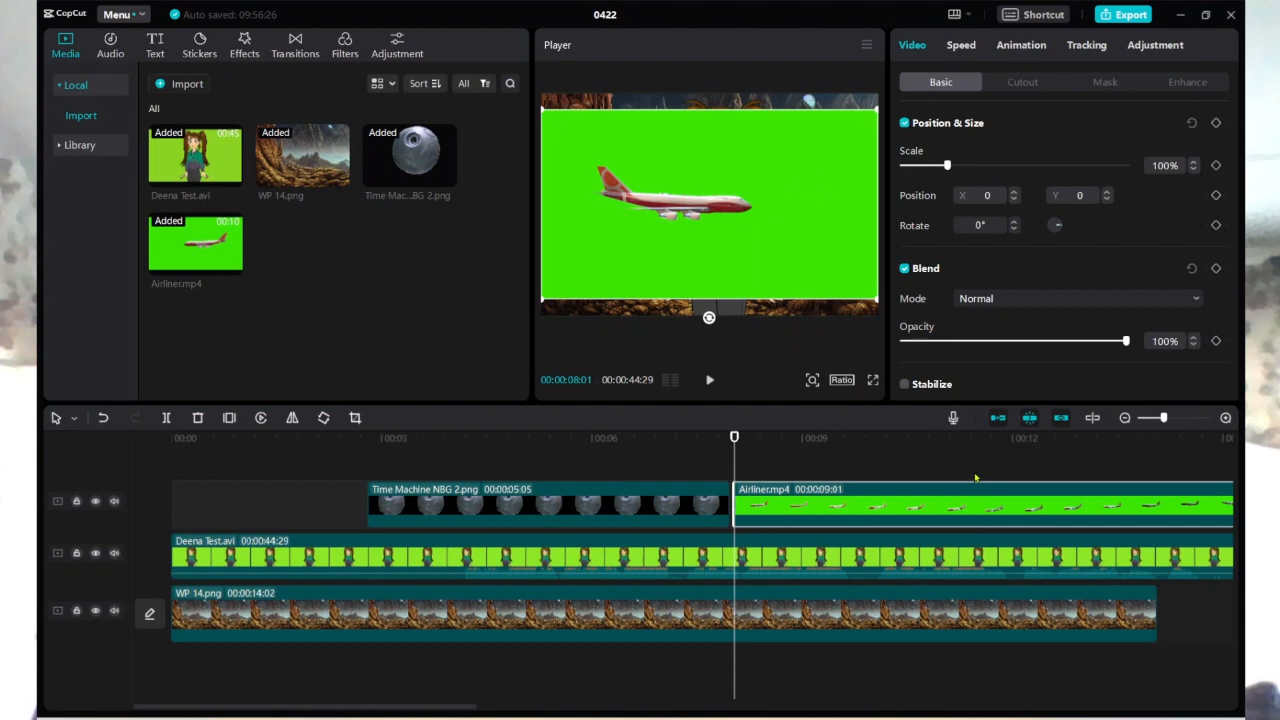 CapCut Menu Auto saved: 09:56:26 0422 Shortcut Export
Media Audio Text Stickers Effects Transitions Filters Adjustment
Player
Video Speed Animation Tracking Adjustment
Local
Import
Library
Import Sort All
All
Added 00:45
Deena Test.avi
Added
WP 14.png
Added
Time Mac...BG 2.png
Added 00:10
Airliner.mp4
00:00:08:01 00:00:44:29 Ratio
Basic Cutout Mask Enhance
Position & Size
Scale 100%
Position X 0 Y 0
Rotate 0°
Blend
Mode Normal
Opacity 100%
Stabilize
00:00 00:03 00:06 00:09 00:12
Time Machine NBG 2.png 00:00:05:05
Airliner.mp4 00:00:09:01
Deena Test.avi 00:00:44:29
WP 14.png 00:00:14:02